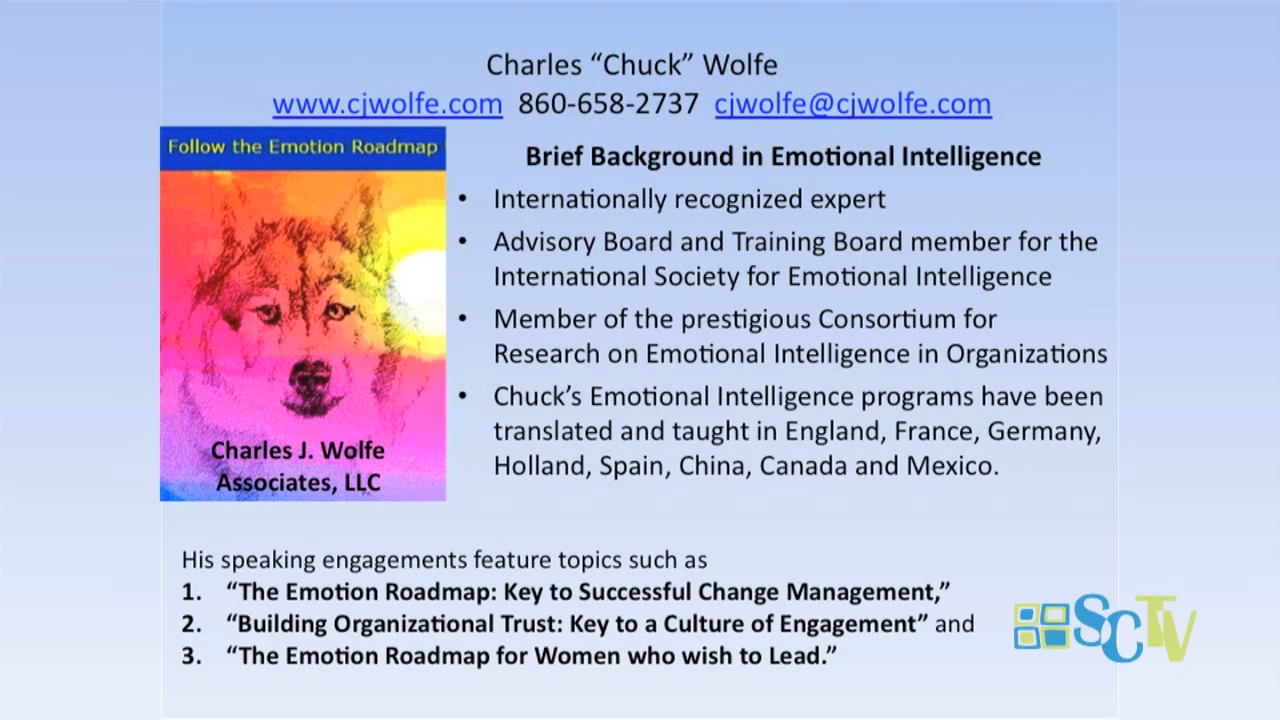 Charles “Chuck” Wolfe
www.cjwolfe.com 860-658-2737 cjwolfe@cjwolfe.com
Follow the Emotion Roadmap
Charles J. Wolfe
Associates, LLC
Brief Background in Emotional Intelligence
• Internationally recognized expert
• Advisory Board and Training Board member for the
International Society for Emotional Intelligence
• Member of the prestigious Consortium for
Research on Emotional Intelligence in Organizations
• Chuck’s Emotional Intelligence programs have been
translated and taught in England, France, Germany,
Holland, Spain, China, Canada and Mexico.
His speaking engagements feature topics such as
1. “The Emotion Roadmap: Key to Successful Change Management,”
2. “Building Organizational Trust: Key to a Culture of Engagement” and
3. “The Emotion Roadmap for Women who wish to Lead.”
SCTV